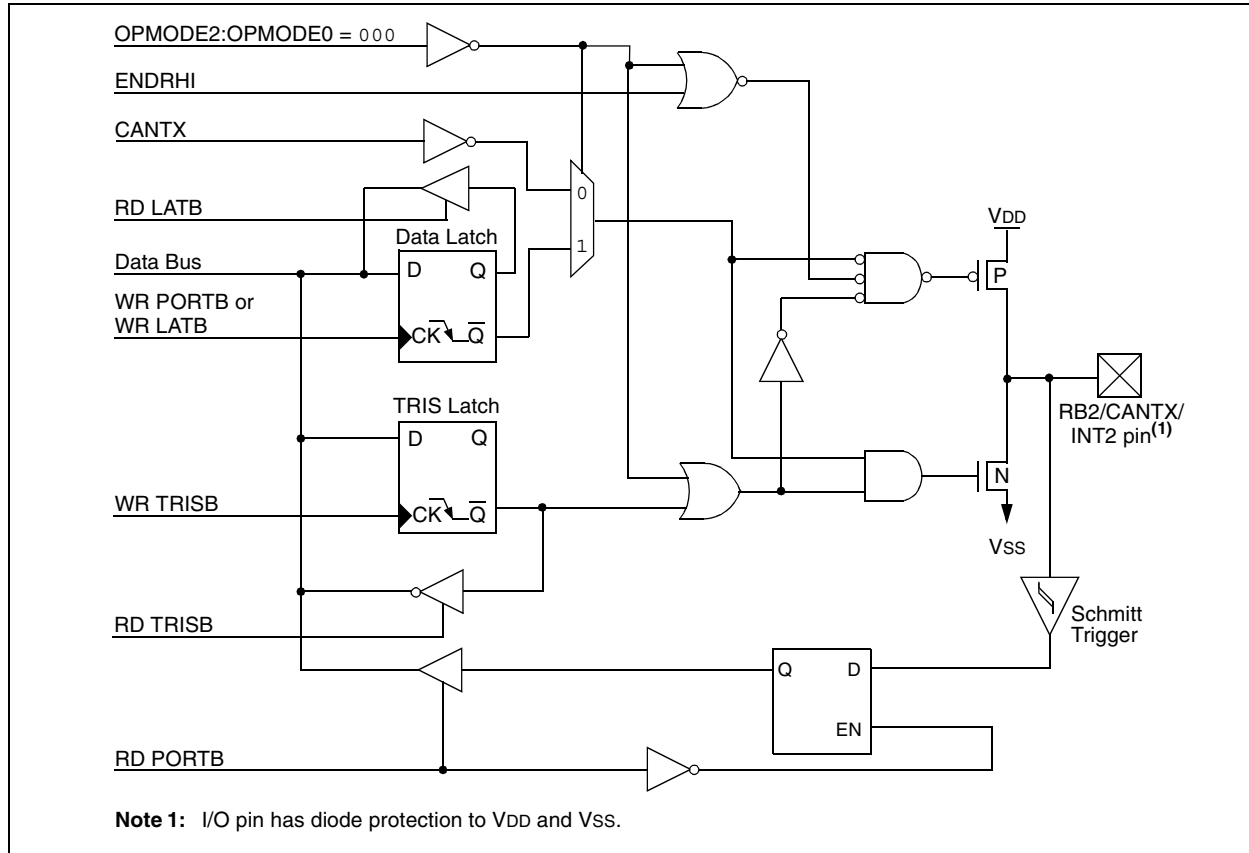 OPMODE2:OPMODE0 = 000
ENDRHI
CANTX
RD LATB
Data Bus
WR PORTB or
WR LATB
Data Latch
D Q
CK Q̅
0
1
VDD
P
RB2/CANTX/
INT2 pin(1)
N
VSS
TRIS Latch
D Q
CK Q̅
WR TRISB
RD TRISB
Schmitt
Trigger
Q D
EN
RD PORTB
Note 1: I/O pin has diode protection to VDD and VSS.